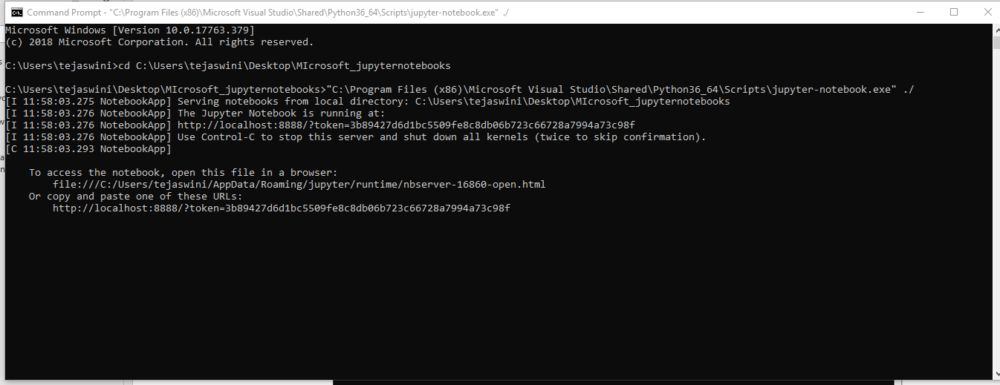 Command Prompt - "C:\Program Files (x86)\Microsoft Visual Studio\Shared\Python36_64\Scripts\jupyter-notebook.exe" ./
Microsoft Windows [Version 10.0.17763.379]
(c) 2018 Microsoft Corporation. All rights reserved.
C:\Users\tejaswini>cd C:\Users\tejaswini\Desktop\MIcrosoft_jupyternotebooks
C:\Users\tejaswini\Desktop\MIcrosoft_jupyternotebooks>"C:\Program Files (x86)\Microsoft Visual Studio\Shared\Python36_64\Scripts\jupyter-notebook.exe" ./
[I 11:58:03.275 NotebookApp] Serving notebooks from local directory: C:\Users\tejaswini\Desktop\MIcrosoft_jupyternotebooks
[I 11:58:03.276 NotebookApp] The Jupyter Notebook is running at:
[I 11:58:03.276 NotebookApp] http://localhost:8888/?token=3b89427d6d1bc5509fe8c8db06b723c66728a7994a73c98f
[I 11:58:03.276 NotebookApp] Use Control-C to stop this server and shut down all kernels (twice to skip confirmation).
[C 11:58:03.293 NotebookApp]
To access the notebook, open this file in a browser:
file:///C:/Users/tejaswini/AppData/Roaming/jupyter/runtime/nbserver-16860-open.html
Or copy and paste one of these URLs:
http://localhost:8888/?token=3b89427d6d1bc5509fe8c8db06b723c66728a7994a73c98f